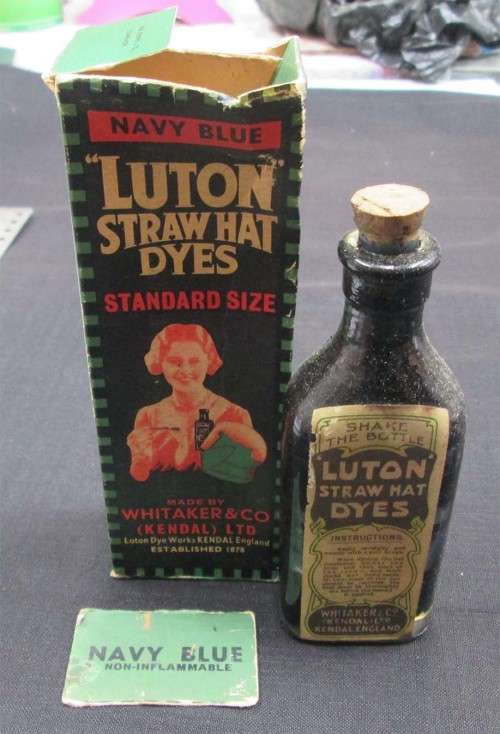 NAVY BLUE
"LUTON"
STRAW HAT
DYES
STANDARD SIZE
MADE BY
WHITAKER & CO
(KENDAL) LTD
Luton Dye Works KENDAL England
ESTABLISHED 1878
SHAKE
THE BOTTLE
"LUTON"
STRAW HAT
DYES
INSTRUCTIONS
WHITAKER & Co
(KENDAL) LTD
KENDAL, ENGLAND
NAVY BLUE
NON-INFLAMMABLE